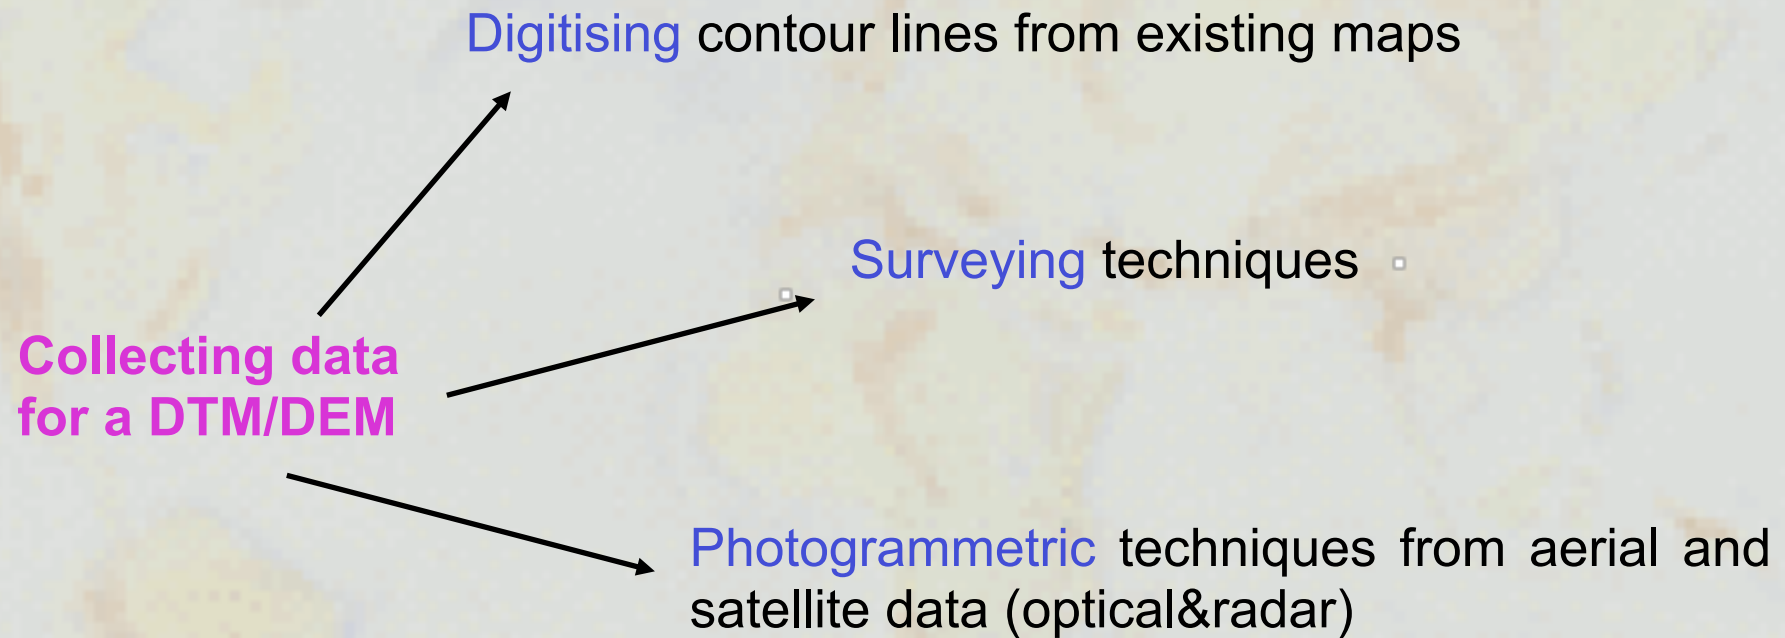 Digitising contour lines from existing maps
Surveying techniques
Collecting data
for a DTM/DEM
Photogrammetric techniques from aerial and
satellite data (optical&radar)